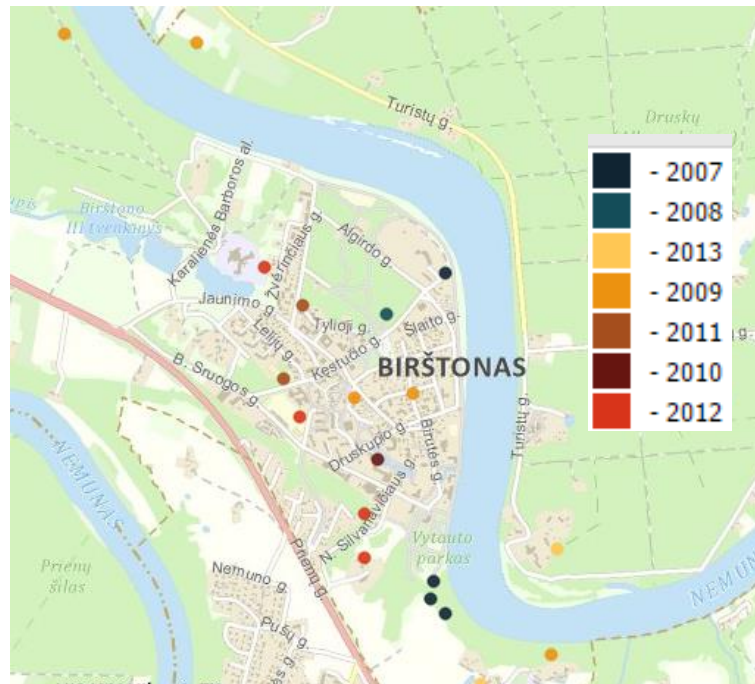 Turistų g.
Druskų
Karalienės Barboros al.
Birštono
III tvenkinys
Žvėrinčiaus g.
Algirdo g.
Jaunimo g.
Lelijų g.
Tylioji g.
Šlaito g.
Kęstučio g.
B. Sruogos g.
BIRŠTONAS
Birutės g.
Druskupio g.
Turistų g.
NEMUNAS
N. Silvanavičiaus g.
Vytauto
parkas
Prienų g.
Prienų
šilas
Nemuno g.
Pušų g.
NEMUN
- 2007
- 2008
- 2013
- 2009
- 2011
- 2010
- 2012